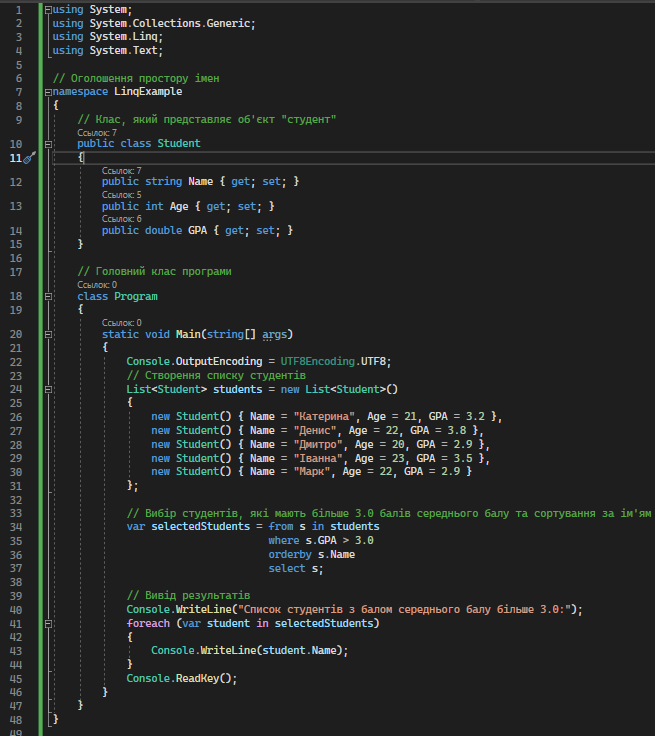 1 using System;
2 using System.Collections.Generic;
3 using System.Linq;
4 using System.Text;
5
6 // Оголошення простору імен
7 namespace LinqExample
8 {
9 // Клас, який представляє об'єкт "студент"
Ссылок: 7
10 public class Student
11 {
Ссылок: 7
12 public string Name { get; set; }
Ссылок: 5
13 public int Age { get; set; }
Ссылок: 6
14 public double GPA { get; set; }
15 }
16
17 // Головний клас програми
Ссылок: 0
18 class Program
19 {
Ссылок: 0
20 static void Main(string[] args)
21 {
22 Console.OutputEncoding = UTF8Encoding.UTF8;
23 // Створення списку студентів
24 List<Student> students = new List<Student>()
25 {
26 new Student() { Name = "Катерина", Age = 21, GPA = 3.2 },
27 new Student() { Name = "Денис", Age = 22, GPA = 3.8 },
28 new Student() { Name = "Дмитро", Age = 20, GPA = 2.9 },
29 new Student() { Name = "Іванна", Age = 23, GPA = 3.5 },
30 new Student() { Name = "Марк", Age = 22, GPA = 2.9 }
31 };
32
33 // Вибір студентів, які мають більше 3.0 балів середнього балу та сортування за ім'ям
34 var selectedStudents = from s in students
35 where s.GPA > 3.0
36 orderby s.Name
37 select s;
38
39 // Вивід результатів
40 Console.WriteLine("Список студентів з балом середнього балу більше 3.0:");
41 foreach (var student in selectedStudents)
42 {
43 Console.WriteLine(student.Name);
44 }
45 Console.ReadKey();
46 }
47 }
48 }
49